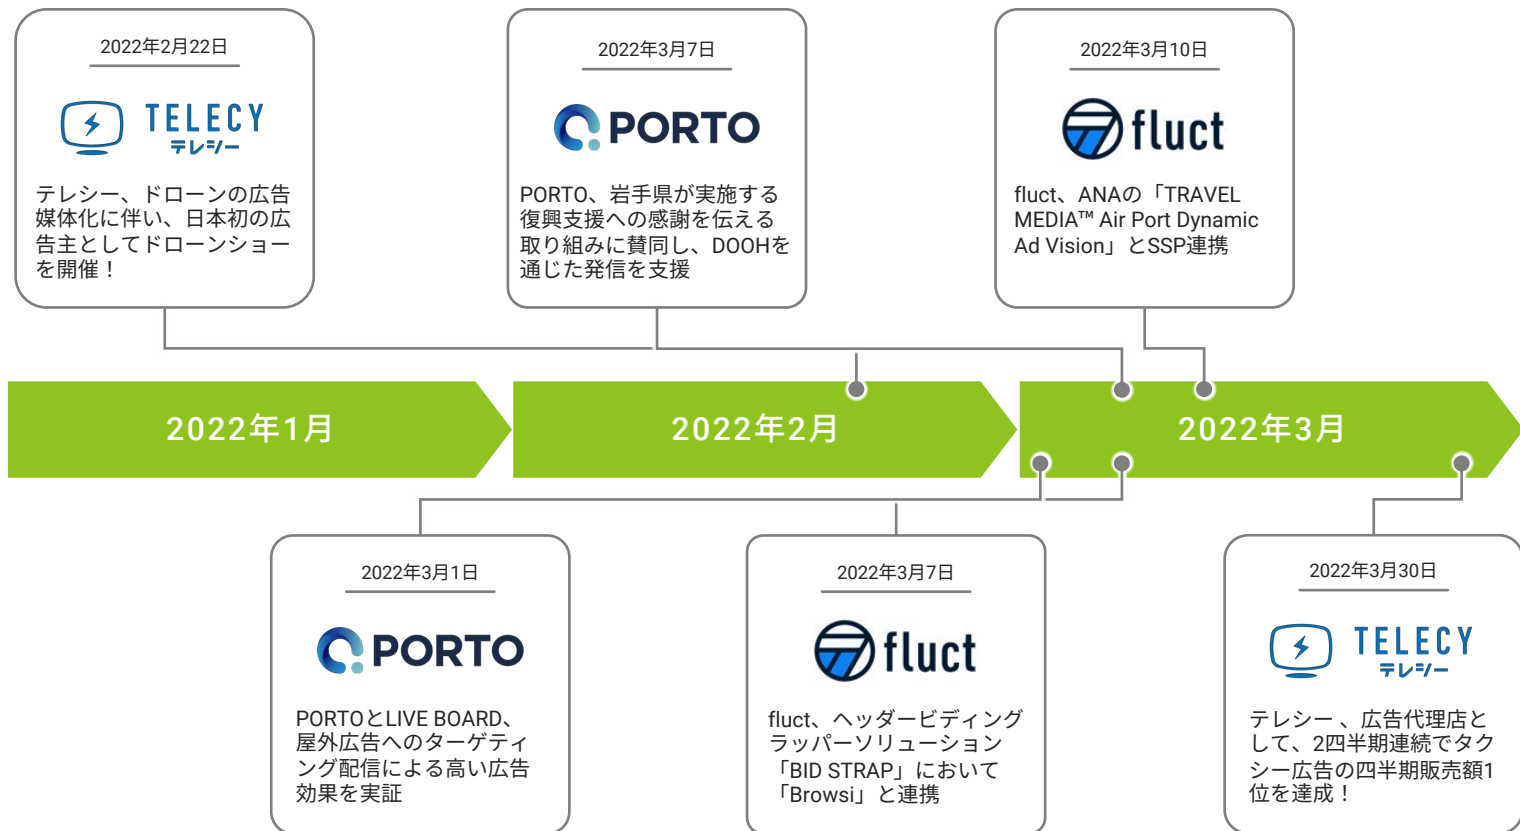 2022年2月22日
TELECY
テレシー
テレシー、ドローンの広告
媒体化に伴い、日本初の広
告主としてドローンショー
を開催！
2022年3月7日
PORTO
PORTO、岩手県が実施する
復興支援への感謝を伝える
取り組みに賛同し、DOOHを
通じた発信を支援
2022年3月10日
fluct
fluct、ANAの「TRAVEL
MEDIA™ Air Port Dynamic
Ad Vision」とSSP連携
2022年1月
2022年2月
2022年3月
2022年3月1日
PORTO
PORTOとLIVE BOARD、
屋外広告へのターゲティ
ング配信による高い広告
効果を実証
2022年3月7日
fluct
fluct、ヘッダービディング
ラッパーソリューション
「BID STRAP」において
「Browsi」と連携
2022年3月30日
TELECY
テレシー
テレシー 、広告代理店と
して、2四半期連続でタク
シー広告の四半期販売額1
位を達成！